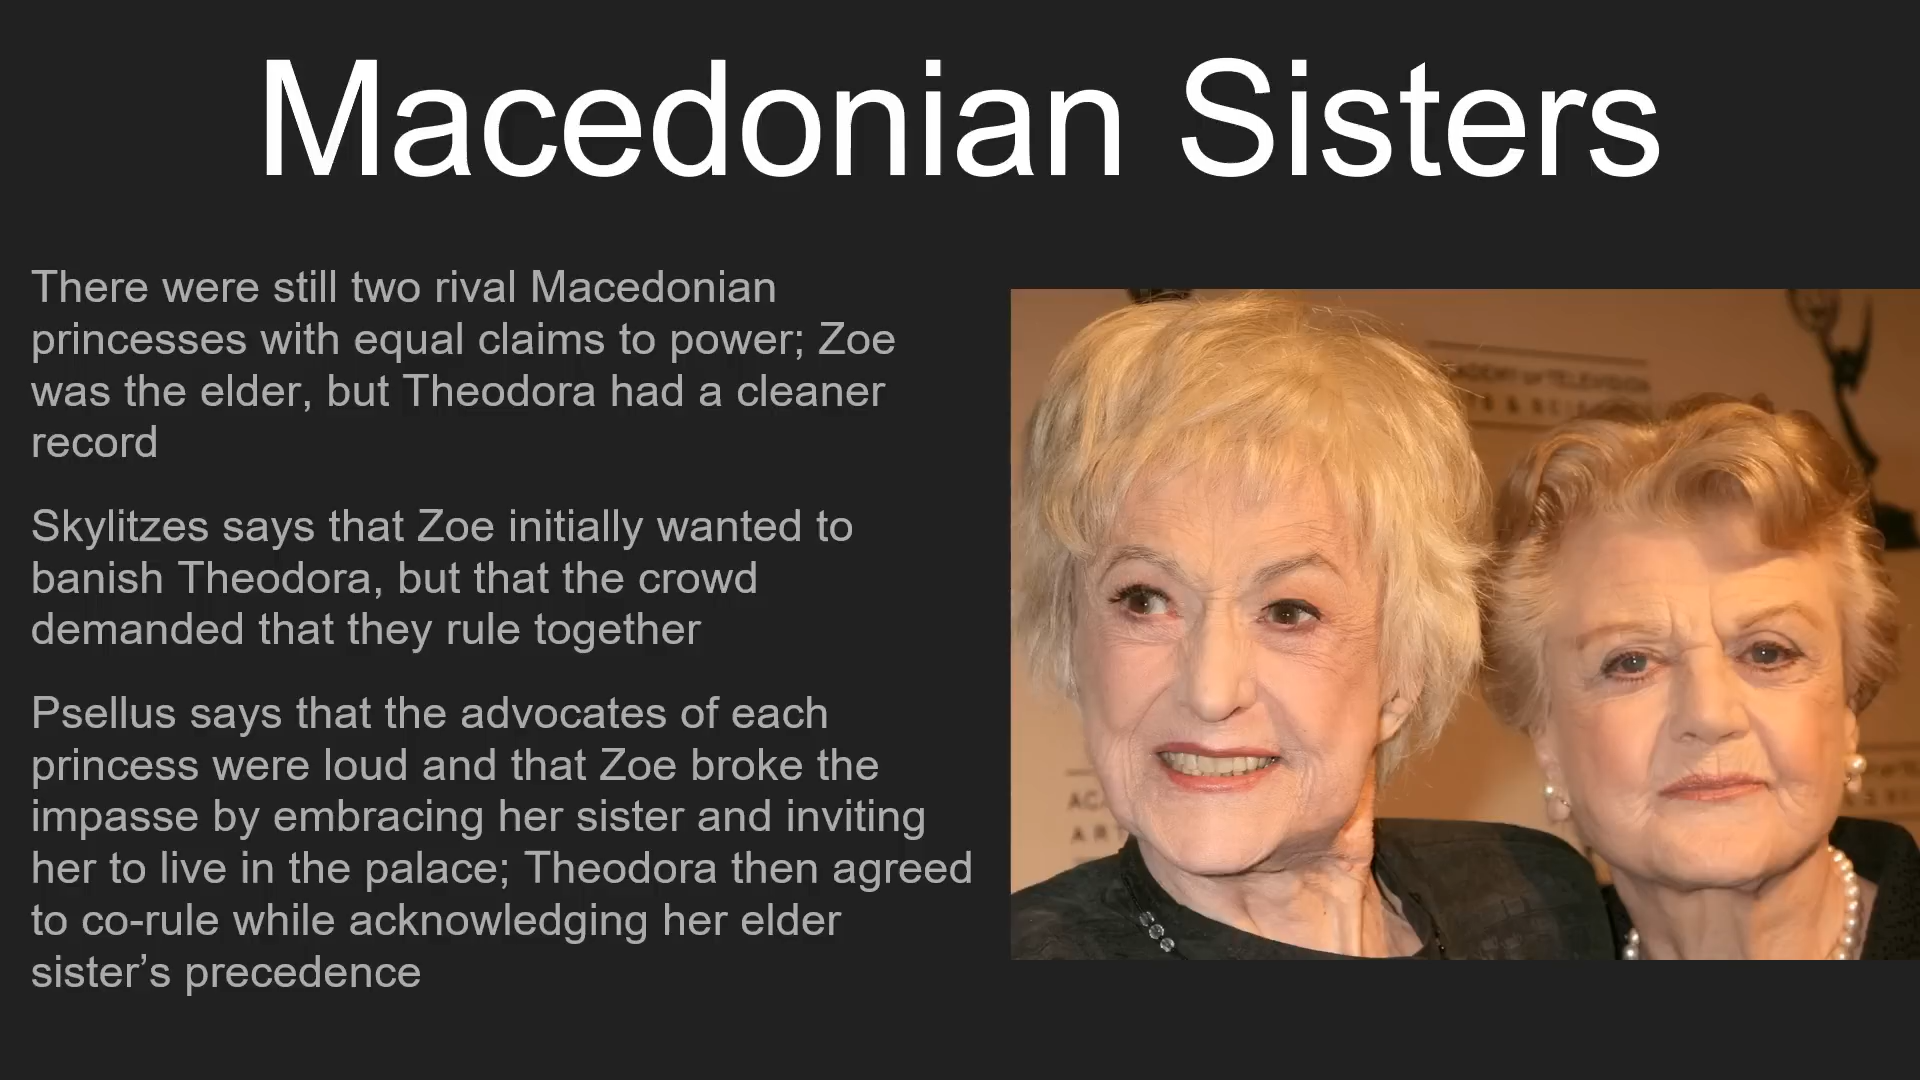 Macedonian Sisters
There were still two rival Macedonian
princesses with equal claims to power; Zoe
was the elder, but Theodora had a cleaner
record
Skylitzes says that Zoe initially wanted to
banish Theodora, but that the crowd
demanded that they rule together
Psellus says that the advocates of each
princess were loud and that Zoe broke the
impasse by embracing her sister and inviting
her to live in the palace; Theodora then agreed
to co-rule while acknowledging her elder
sister’s precedence